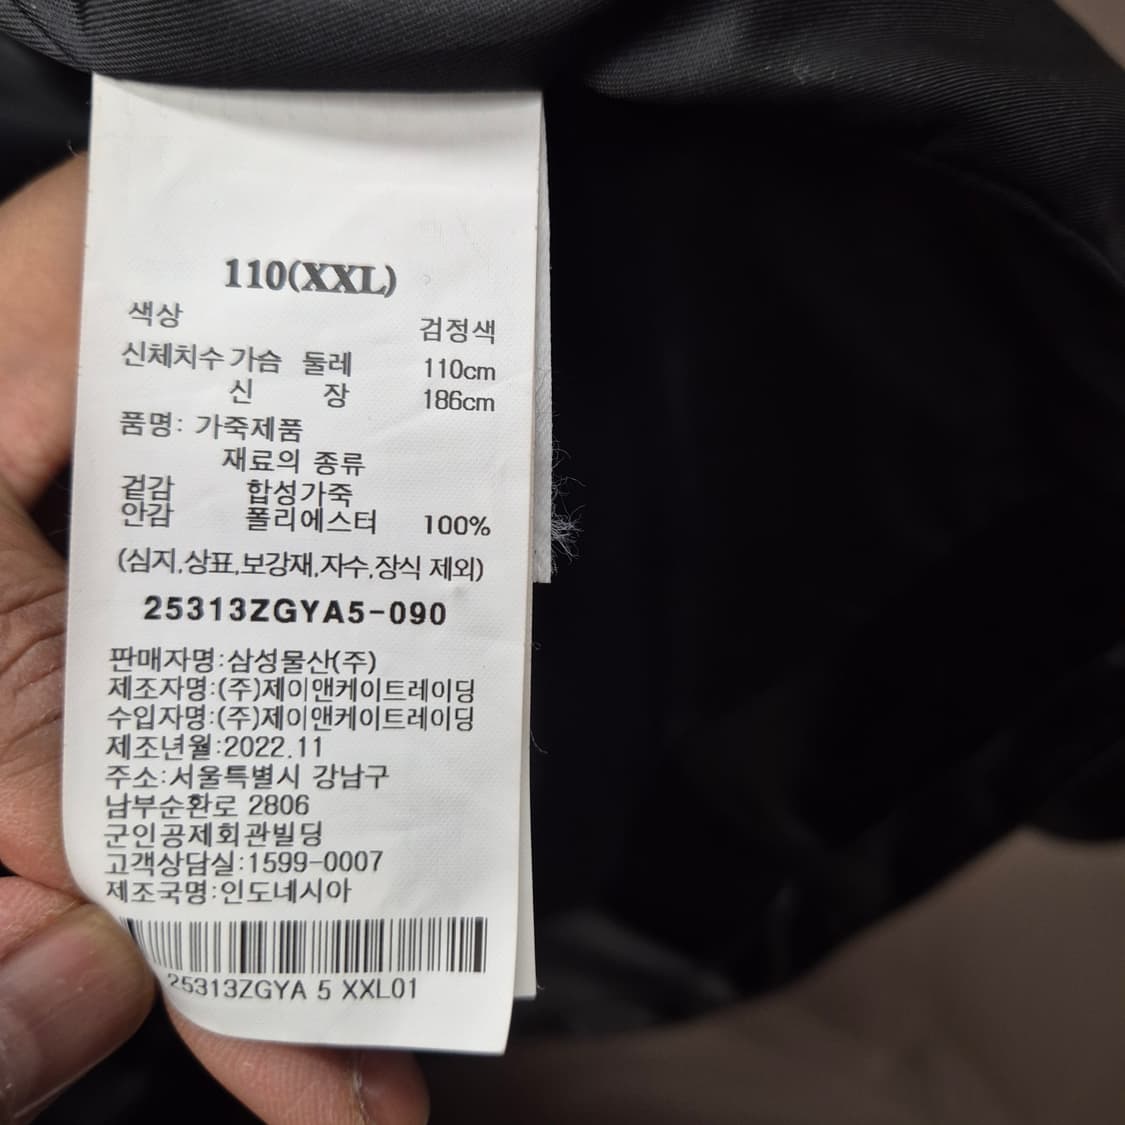 110(XXL)
색상 검정색
신체치수 가슴 둘레 110cm
신 장 186cm
품명: 가죽제품
재료의 종류
겉감 합성가죽
안감 폴리에스터 100%
(심지,상표,보강재,자수,장식 제외)
25313ZGYA5-090
판매자명:삼성물산(주)
제조자명:(주)제이앤케이트레이딩
수입자명:(주)제이앤케이트레이딩
제조년월:2022.11
주소:서울특별시 강남구
남부순환로 2806
군인공제회관빌딩
고객상담실:1599-0007
제조국명:인도네시아
25313ZGYA 5 XXL01